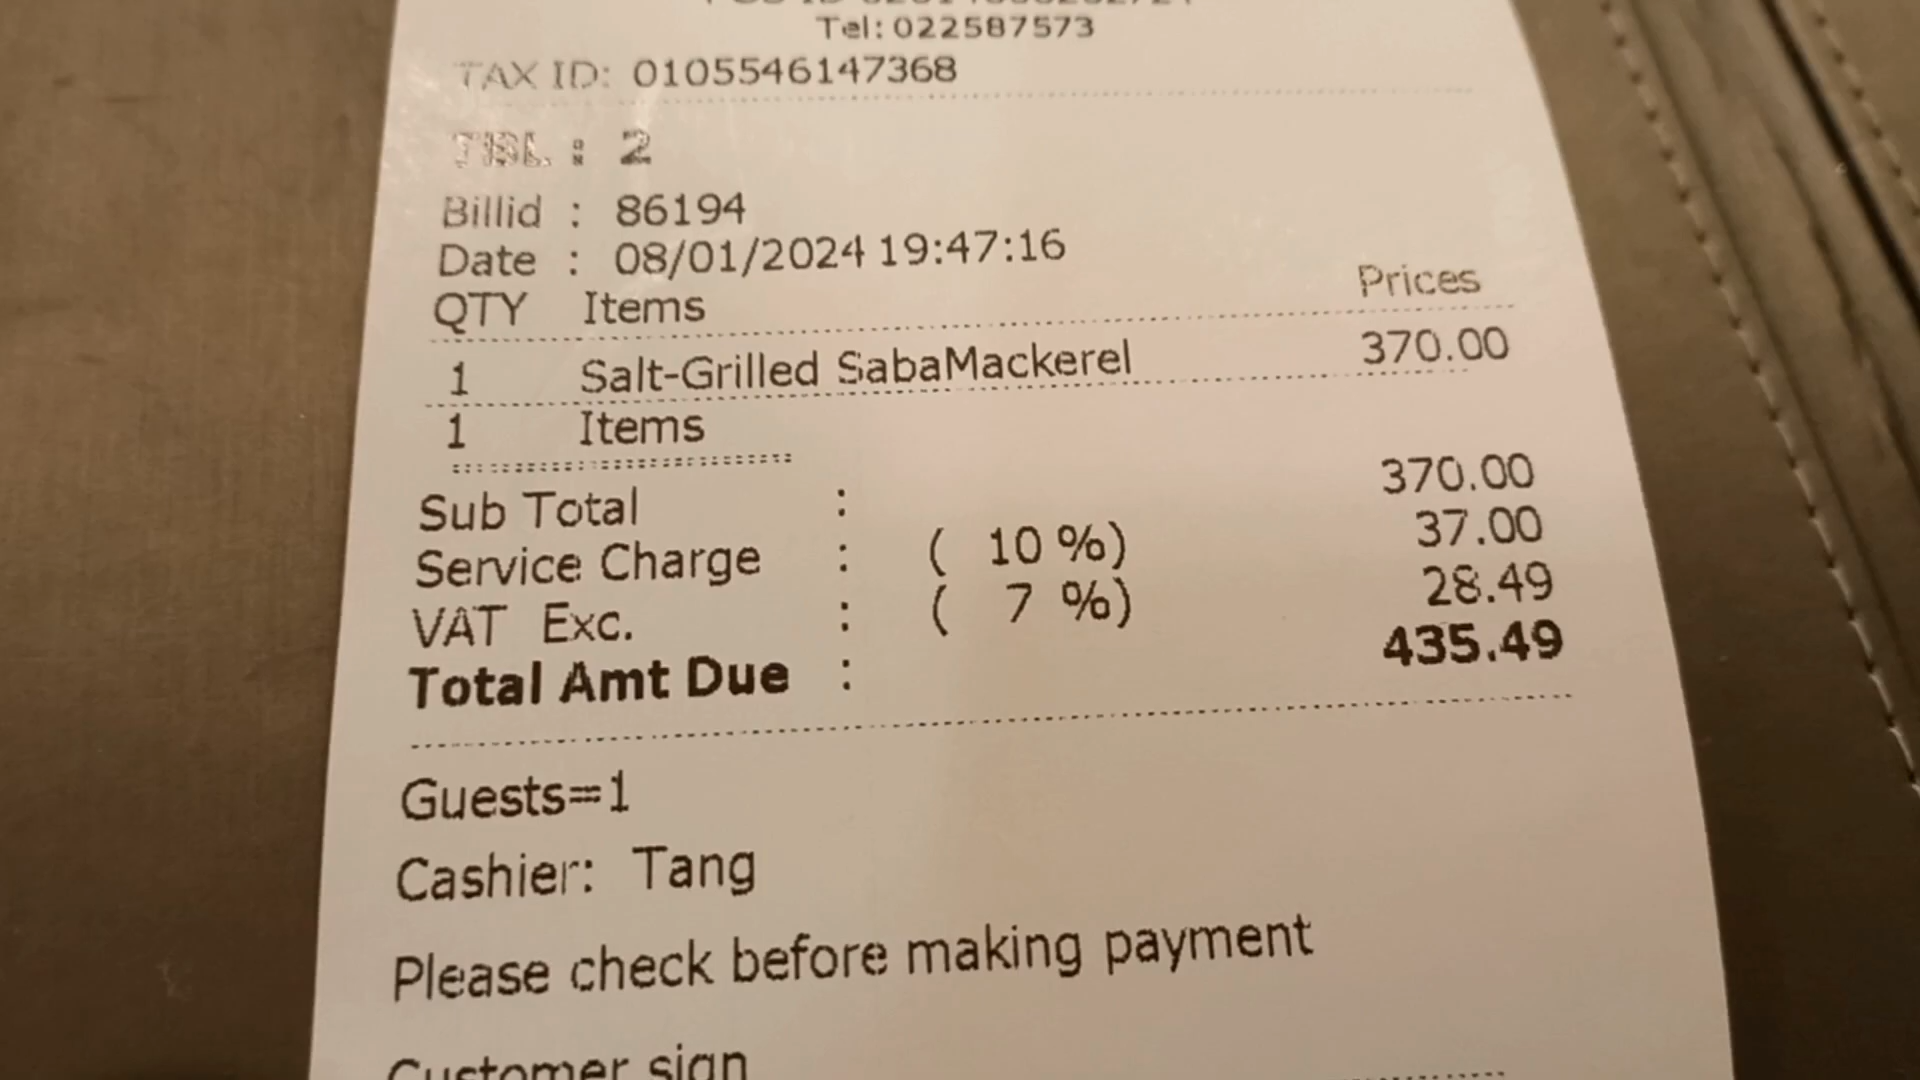 Tel: 022587573
TAX ID: 0105546147368
TBL : 2
Billid : 86194
Date : 08/01/2024 19:47:16
QTY Items Prices
1 Salt-Grilled SabaMackerel 370.00
1 Items
Sub Total : 370.00
Service Charge : ( 10 %) 37.00
VAT Exc. : ( 7 %) 28.49
Total Amt Due : 435.49
Guests=1
Cashier: Tang
Please check before making payment
Customer sign